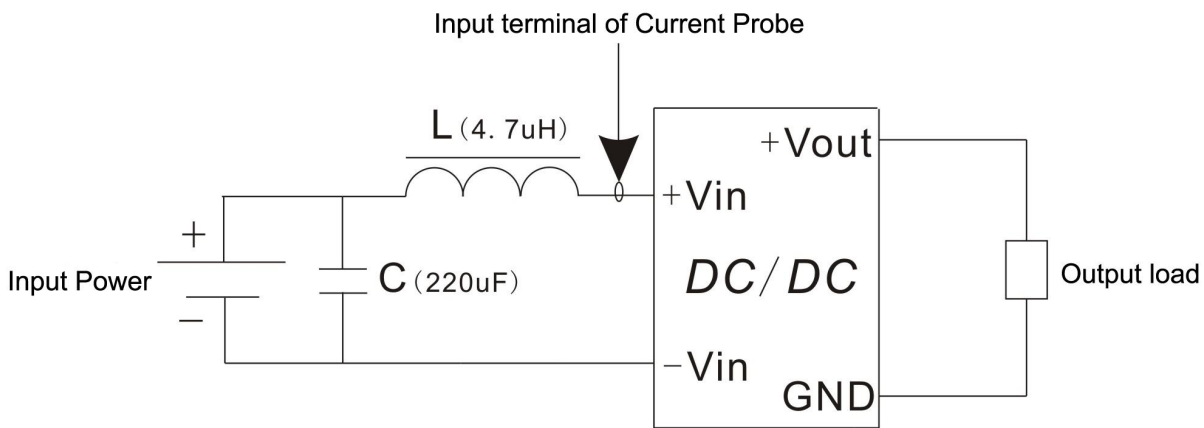 Input terminal of Current Probe
L(4. 7uH)
+Vout
+Vin
+
Input Power
C(220uF)
DC/DC
Output load
−
−Vin
GND